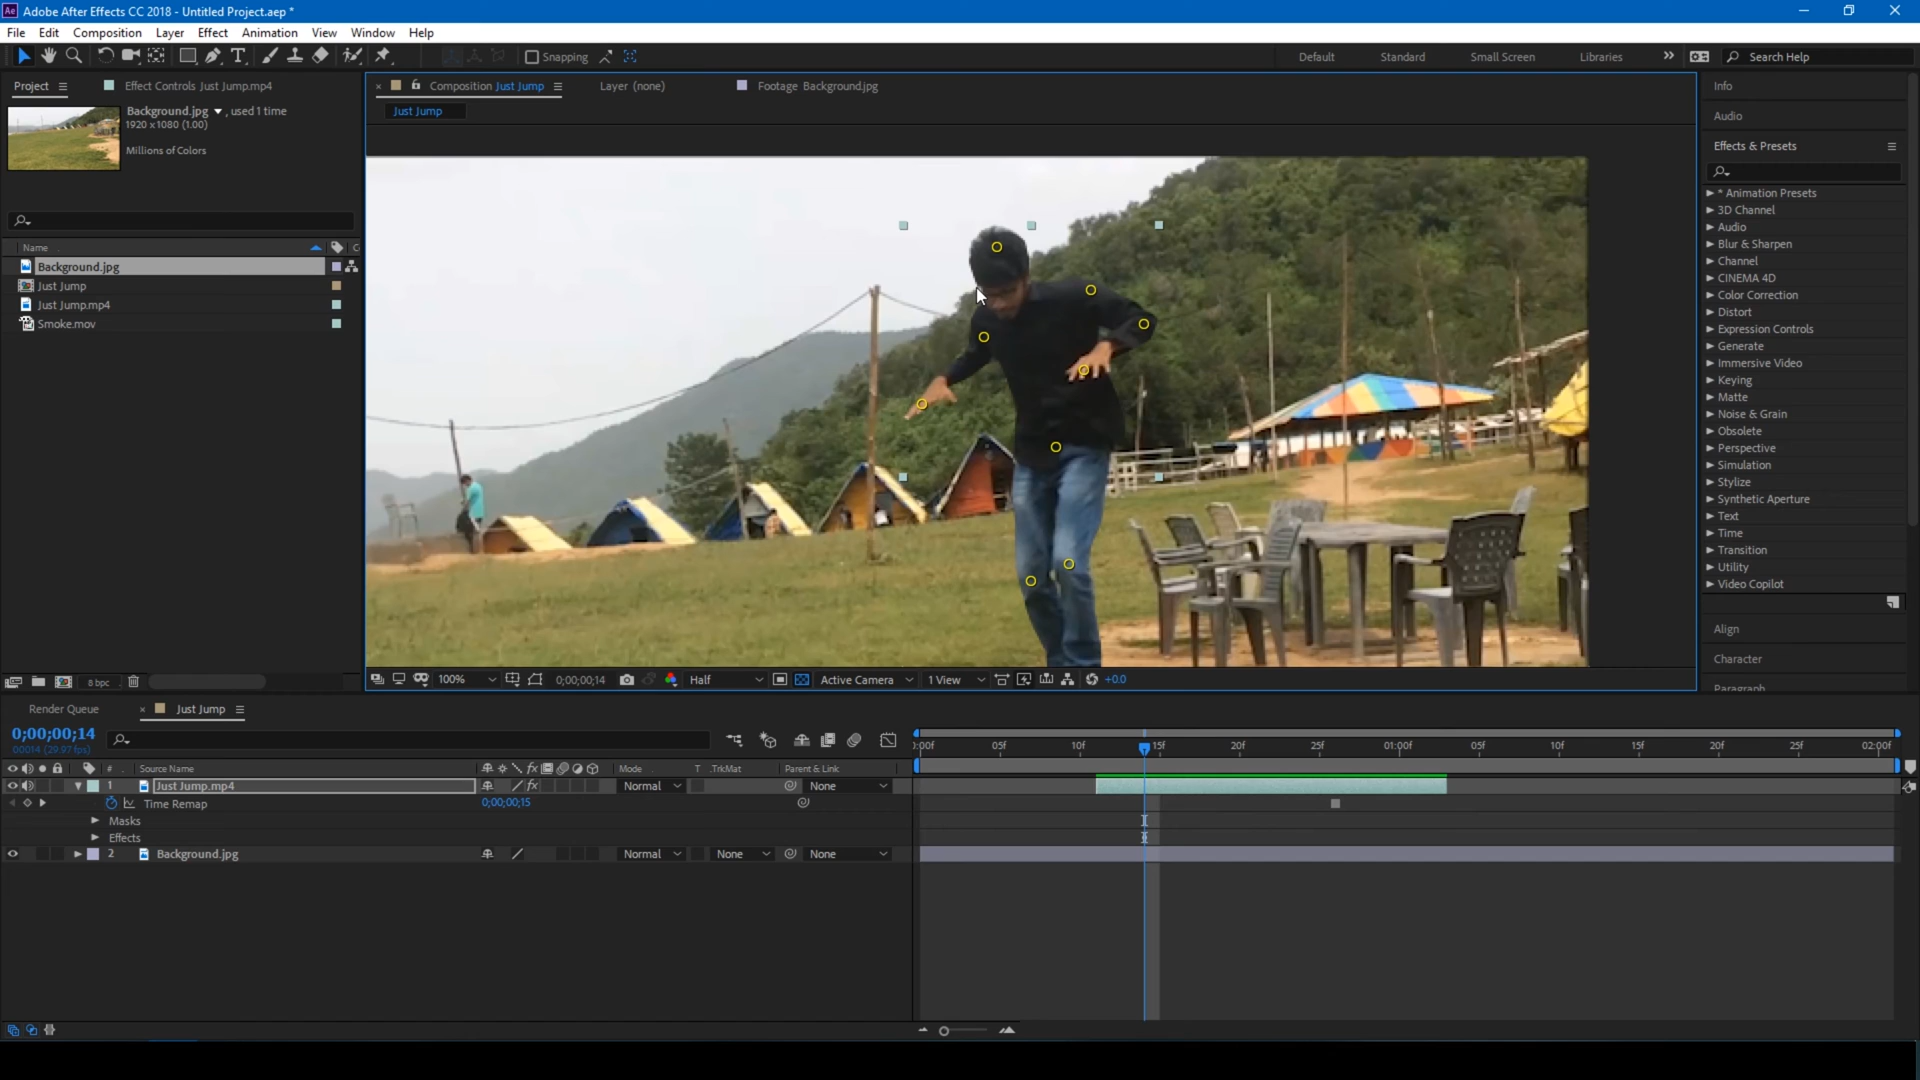 Adobe After Effects CC 2018 - Untitled Project.aep *
File Edit Composition Layer Effect Animation View Window Help
Snapping
Default Standard Small Screen Libraries Search Help
Project
Effect Controls Just Jump.mp4
Background.jpg , used 1 time
1920 x1080 (1.00)
Millions of Colors
Name
Background.jpg
Just Jump
Just Jump.mp4
Smoke.mov
8 bpc
Composition Just Jump
Layer (none)
Footage Background.jpg
Just Jump
100%
0;00;00;14
Half
Active Camera
1 View
+0.0
Info
Audio
Effects & Presets
* Animation Presets
3D Channel
Audio
Blur & Sharpen
Channel
CINEMA 4D
Color Correction
Distort
Expression Controls
Generate
Immersive Video
Keying
Matte
Noise & Grain
Obsolete
Perspective
Simulation
Stylize
Synthetic Aperture
Text
Time
Transition
Utility
Video Copilot
Align
Character
Paragraph
Render Queue
Just Jump
0;00;00;14
00014 (29.97 fps)
:00f 05f 10f 15f 20f 25f 01:00f 05f 10f 15f 20f 25f 02:00f
# Source Name Mode T .TrkMat Parent & Link
1 Just Jump.mp4 Normal None
Time Remap 0;00;00;15
Masks
Effects
2 Background.jpg Normal None None